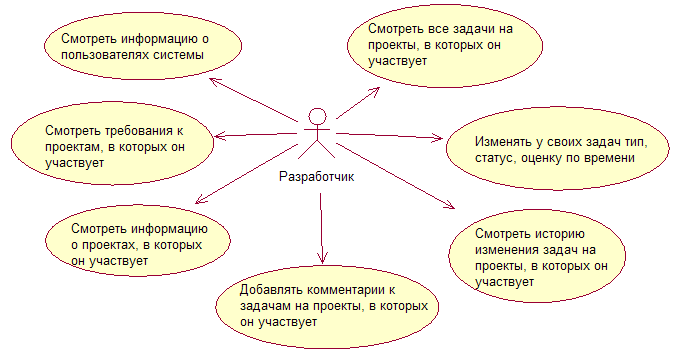 Смотреть информацию о
пользователях системы
Смотреть все задачи на
проекты, в которых он
участвует
Смотреть требования к
проектам, в которых он
участвует
Изменять у своих задач тип,
статус, оценку по времени
Разработчик
Смотреть информацию
о проектах, в которых
он участвует
Смотреть историю
изменения задач на
проекты, в которых он
участвует
Добавлять комментарии к
задачам на проекты, в которых
он участвует